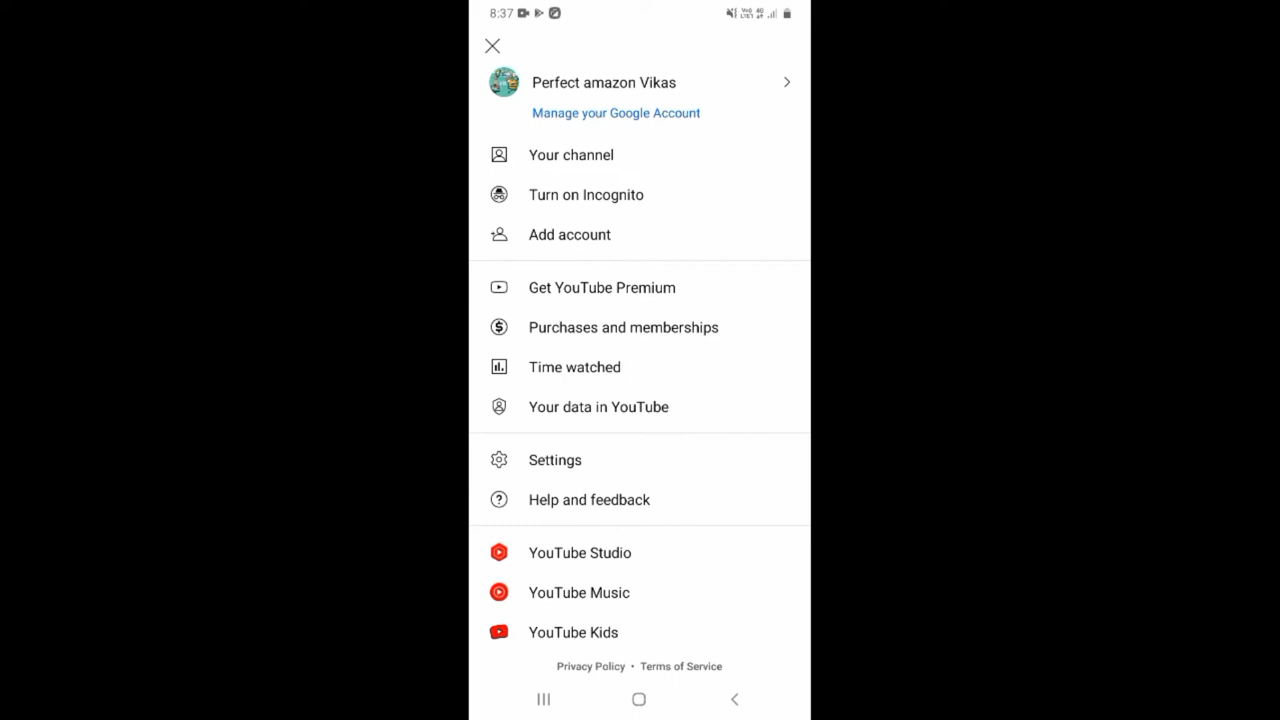 8:37
Perfect amazon Vikas
Manage your Google Account
Your channel
Turn on Incognito
Add account
Get YouTube Premium
Purchases and memberships
Time watched
Your data in YouTube
Settings
Help and feedback
YouTube Studio
YouTube Music
YouTube Kids
Privacy Policy • Terms of Service